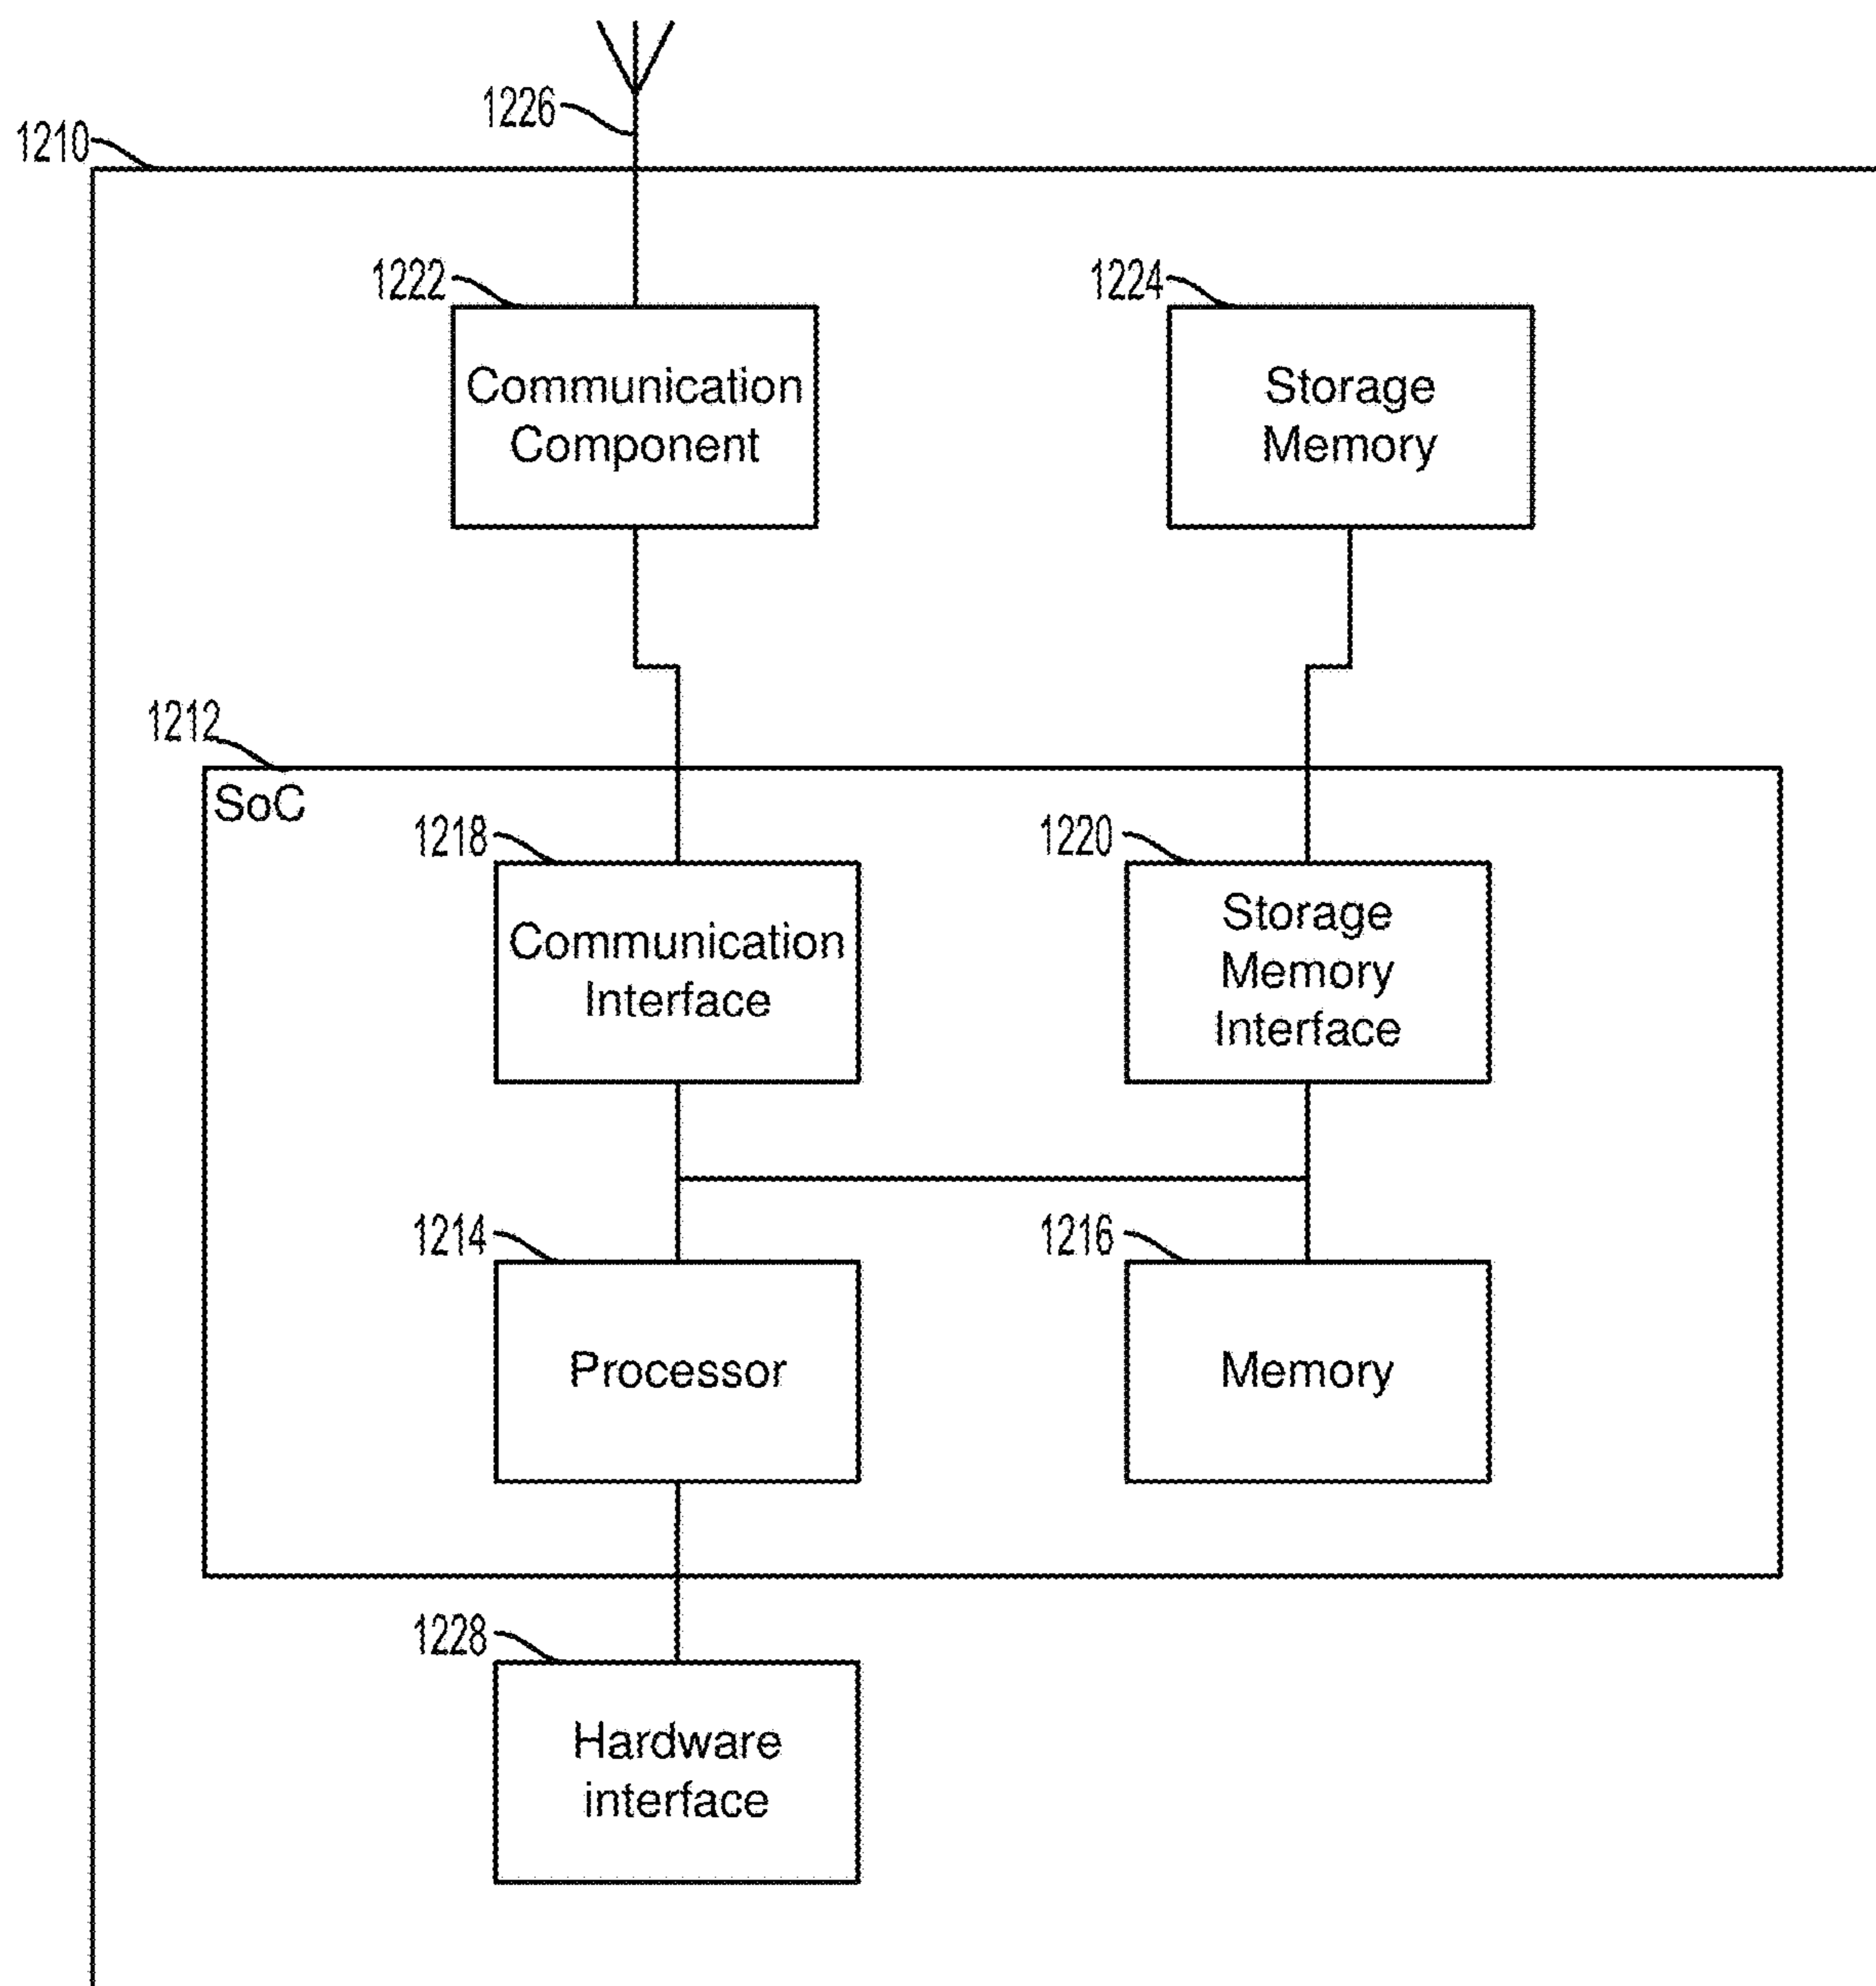 1226
1210
1222
1224
Communication
Component
Storage
Memory
1212
SoC
1218
1220
Communication
Interface
Storage
Memory
Interface
1214
1216
Processor
Memory
1228
Hardware
interface